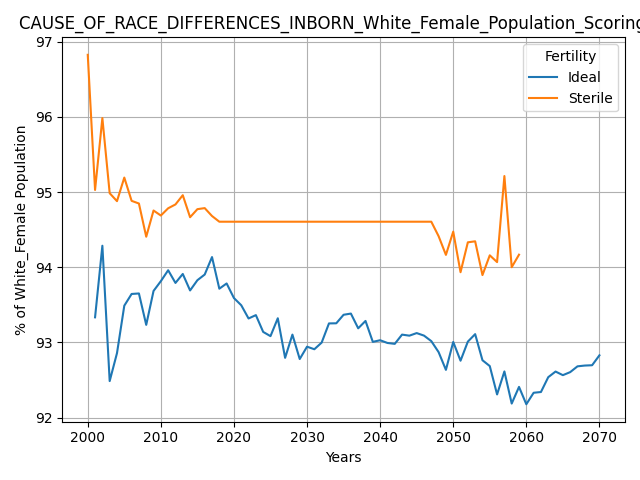 CAUSE_OF_RACE_DIFFERENCES_INBORN_White_Female_Population_Scoring
97
96
95
94
93
92
% of White_Female Population
Fertility
Ideal
Sterile
2000 2010 2020 2030 2040 2050 2060 2070
Years